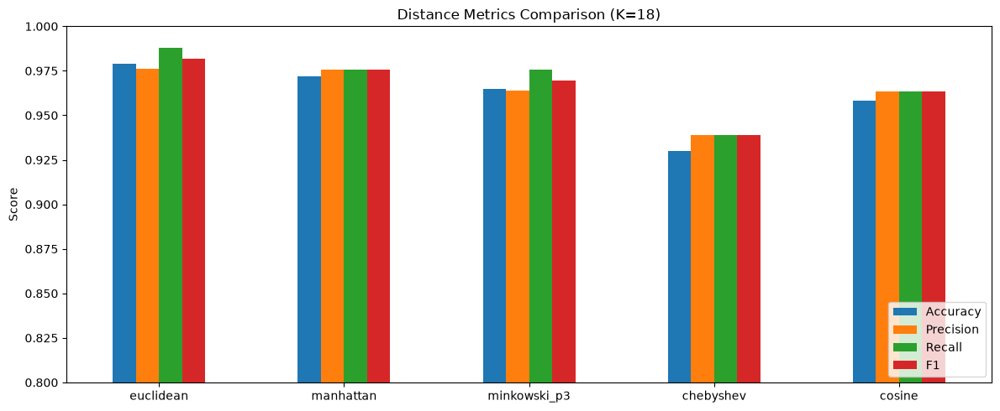 Distance Metrics Comparison (K=18)
Score
1.000
0.975
0.950
0.925
0.900
0.875
0.850
0.825
0.800
euclidean
manhattan
minkowski_p3
chebyshev
cosine
Accuracy
Precision
Recall
F1